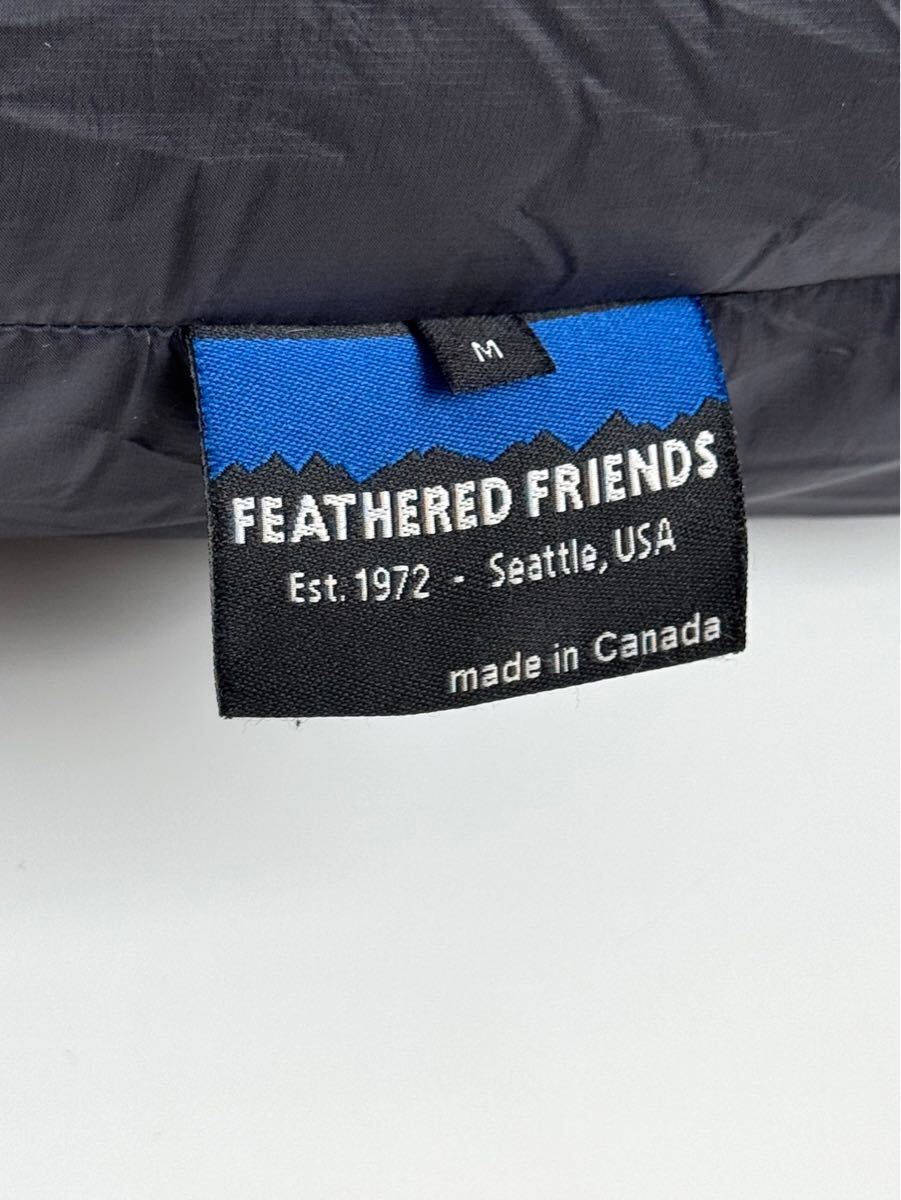 M
FEATHERED FRIENDS
Est. 1972 - Seattle, USA
made in Canada